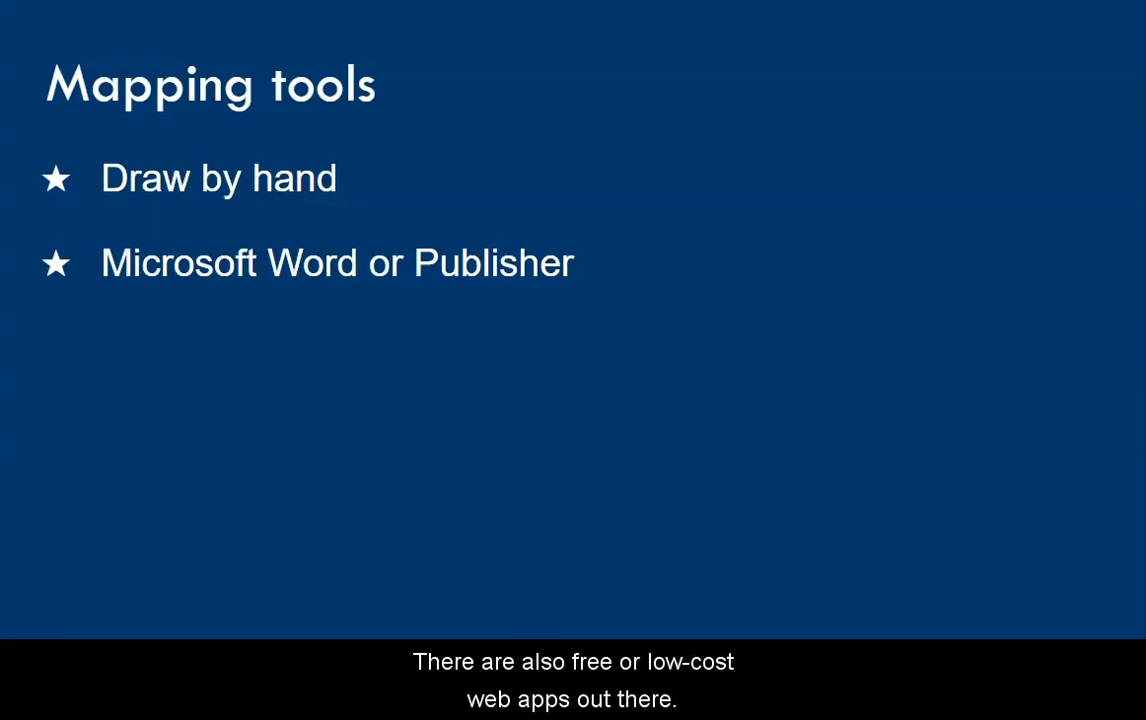 Mapping tools
★ Draw by hand
★ Microsoft Word or Publisher
There are also free or low-cost
web apps out there.